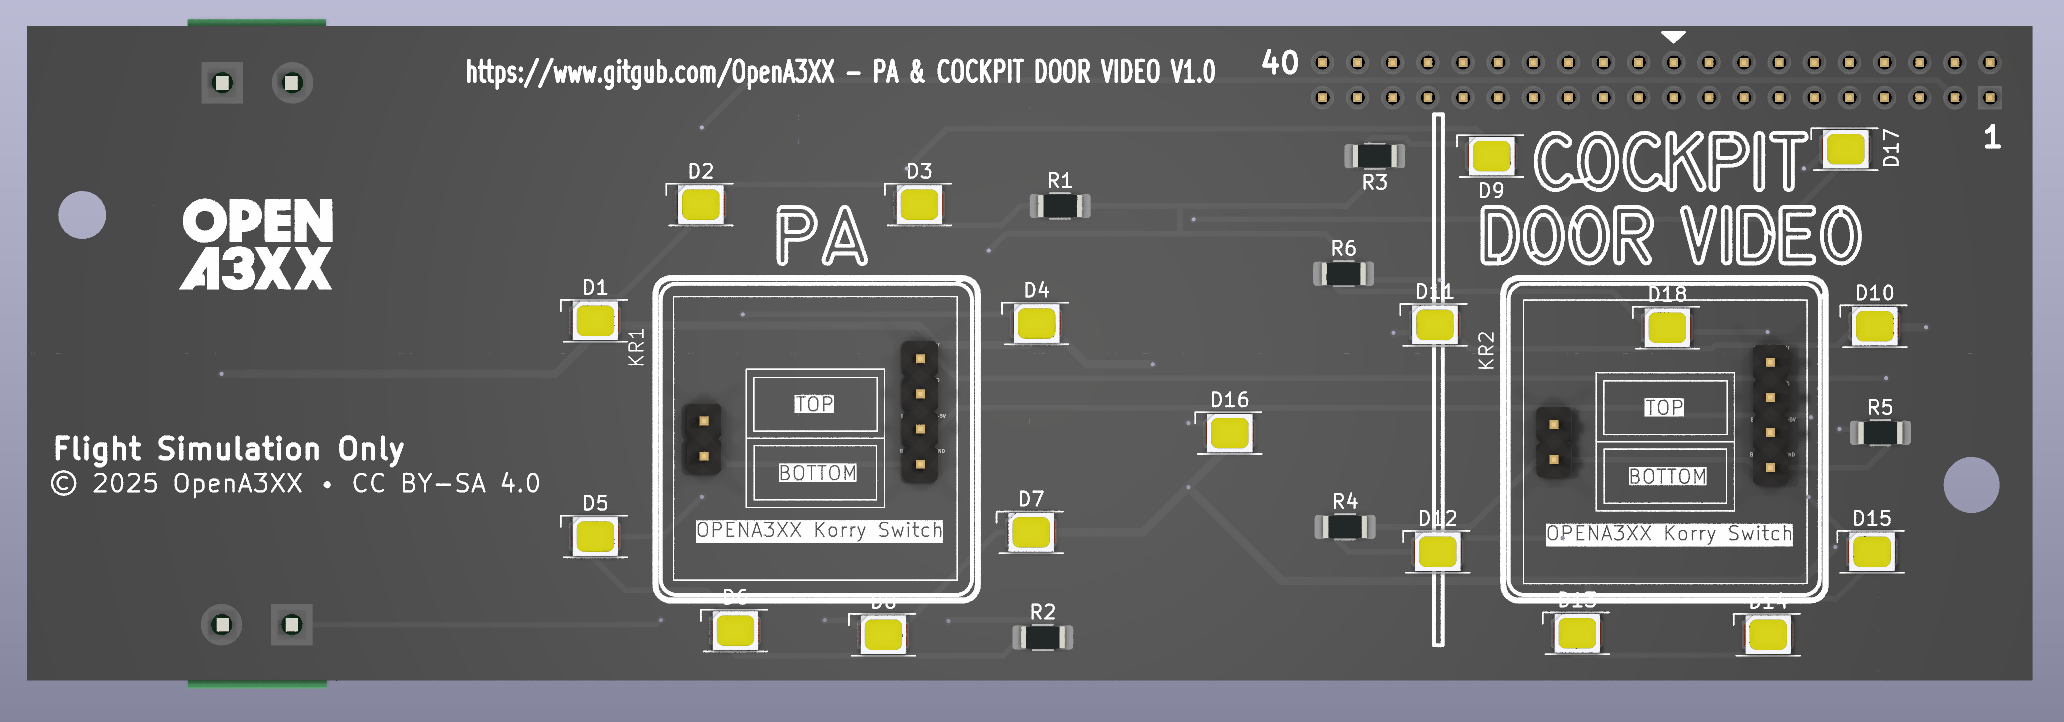 https://www.gitgub.com/OpenA3XX - PA & COCKPIT DOOR VIDEO V1.0
40
1
COCKPIT
DOOR VIDEO
D17
D9
R3
D2
D3
R1
PA
OPEN
A3XX
R6
D1
D4
D11
D18
D10
KR1
KR2
D16
R5
TOP
TOP
Flight Simulation Only
BOTTOM
BOTTOM
© 2025 OpenA3XX • CC BY-SA 4.0
D5
D7
R4
D12
D15
OPENA3XX Korry Switch
OPENA3XX Korry Switch
D6
D8
R2
D13
D14